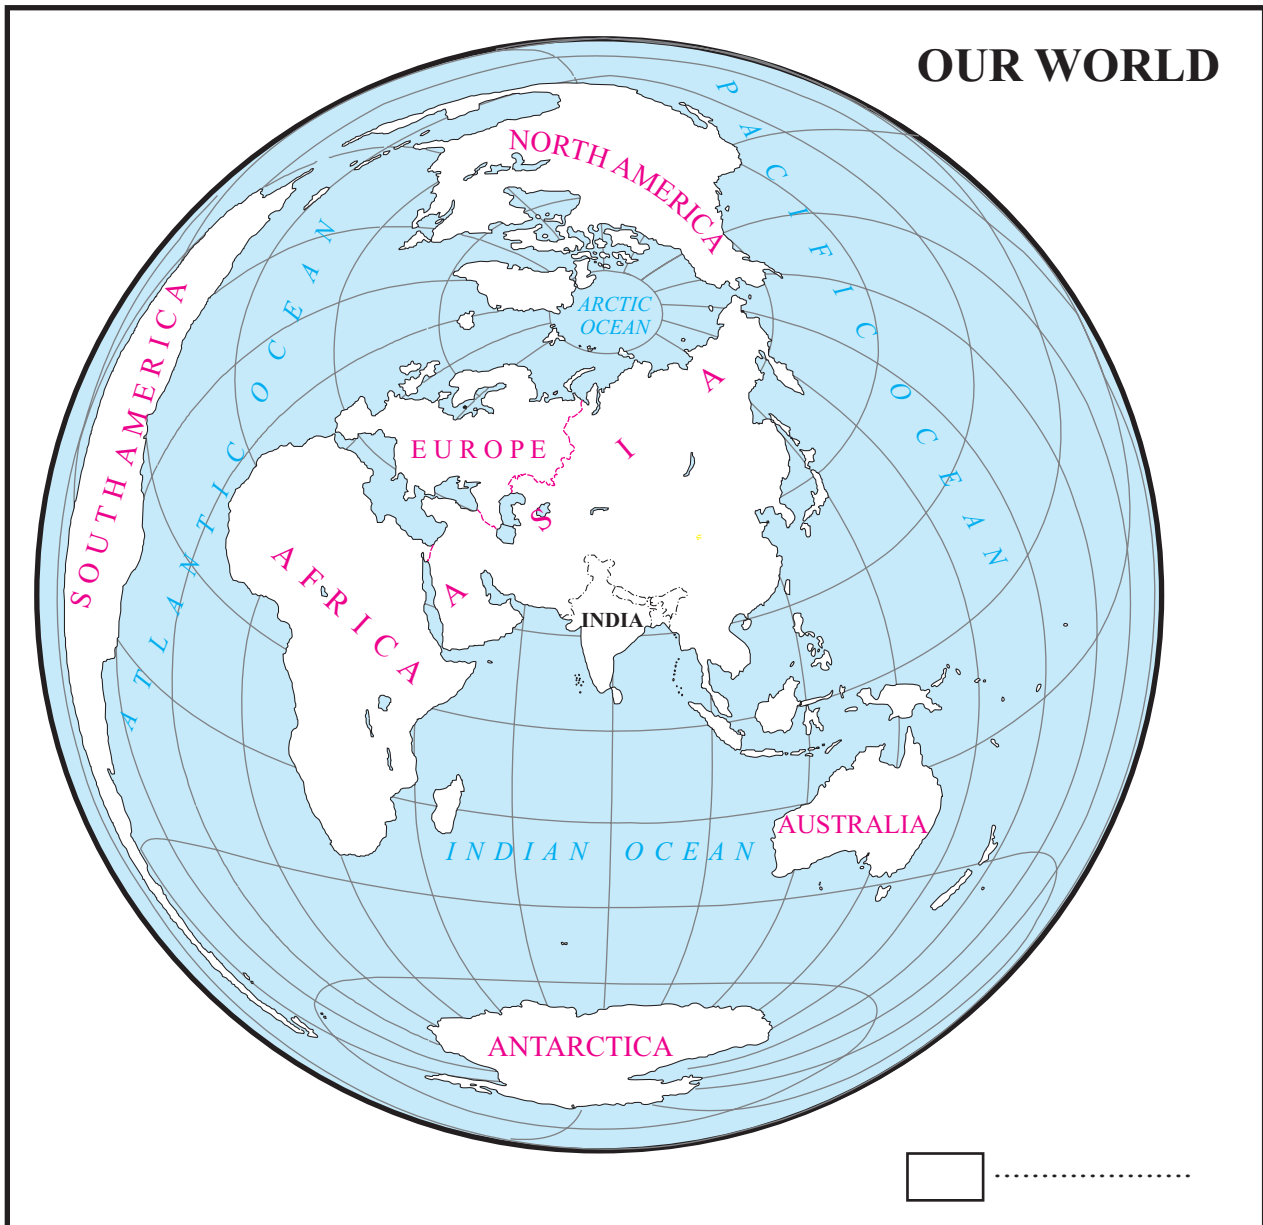 OUR WORLD
PACIFIC OCEAN
NORTH AMERICA
ATLANTIC OCEAN
SOUTH AMERICA
ARCTIC
OCEAN
EUROPE
ASIA
AFRICA
INDIA
AUSTRALIA
INDIAN OCEAN
ANTARCTICA